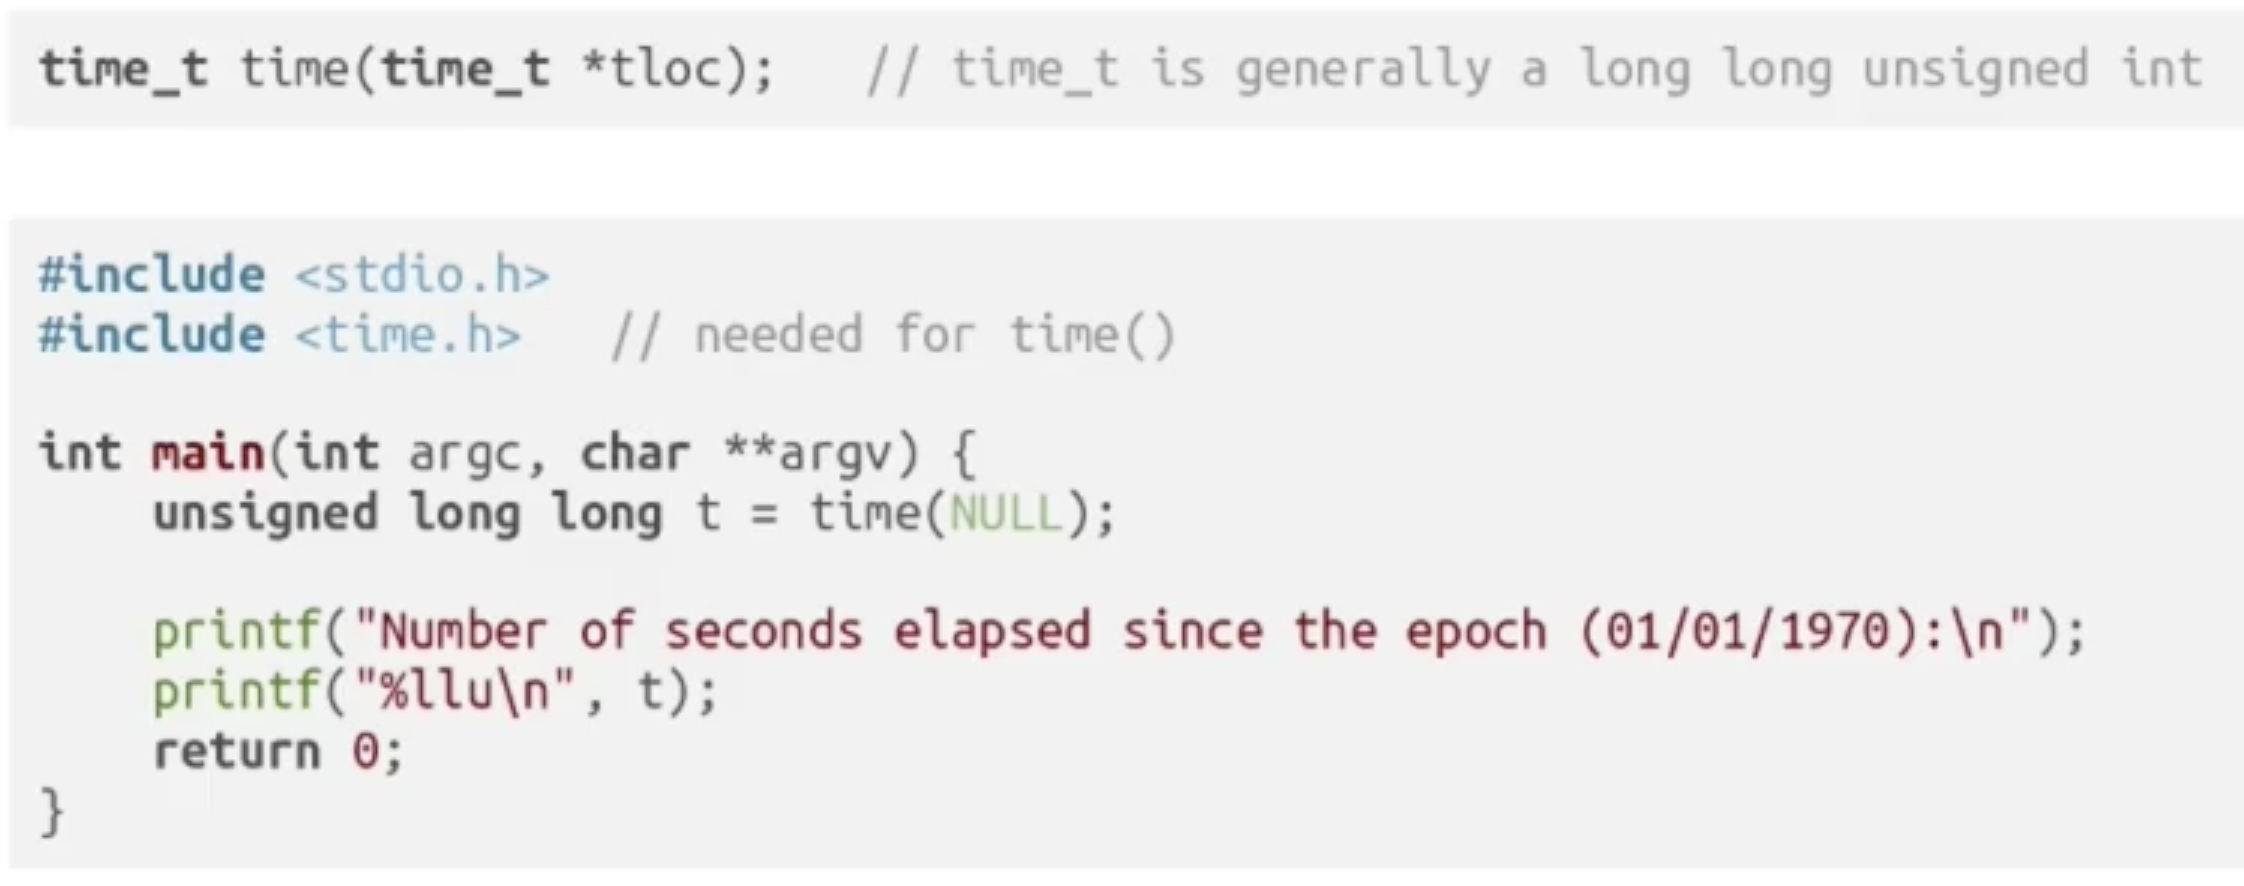 time_t time(time_t *tloc);   // time_t is generally a long long unsigned int
#include <stdio.h>
#include <time.h>   // needed for time()
int main(int argc, char **argv) {
    unsigned long long t = time(NULL);
    printf("Number of seconds elapsed since the epoch (01/01/1970):\n");
    printf("%llu\n", t);
    return 0;
}